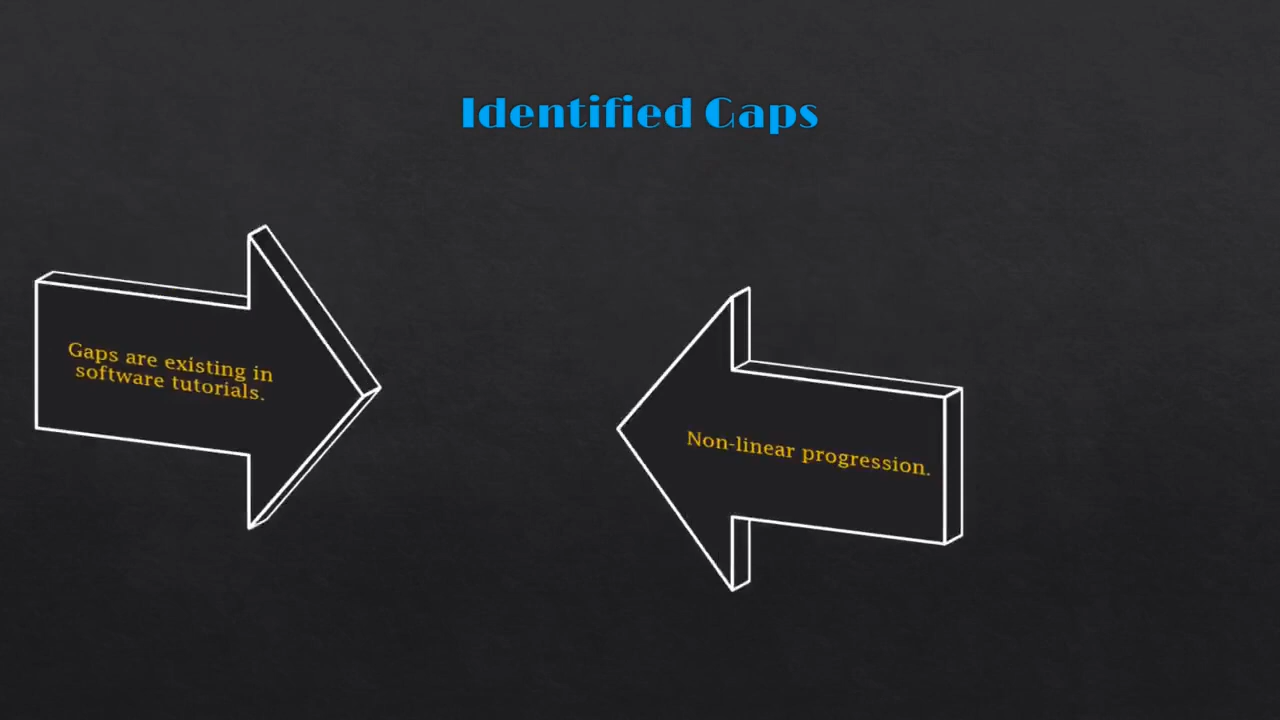 Identified Gaps
Gaps are existing in
software tutorials.
Non-linear progression.